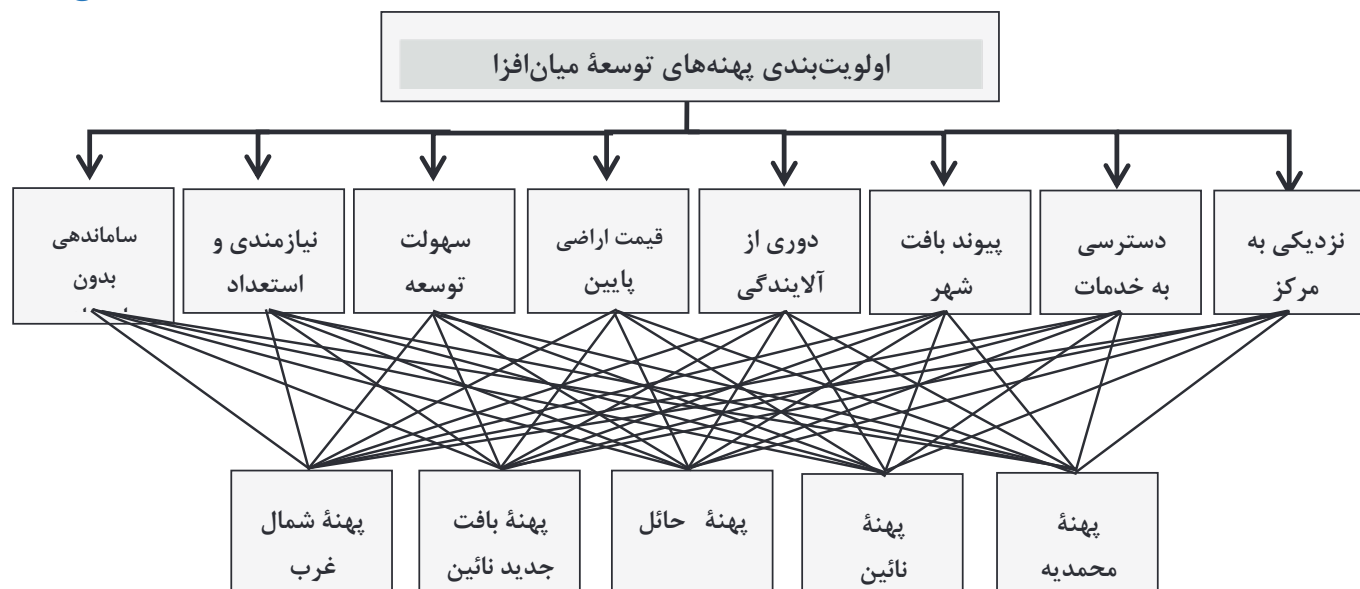 اولویت‌بندی پهنه‌های توسعهٔ میان‌افزا
نزدیکی به
مرکز
دسترسی
به خدمات
پیوند بافت
شهر
دوری از
آلایندگی
قیمت اراضی
پایین
سهولت
توسعه
نیازمندی و
استعداد
ساماندهی
بدون
پهنهٔ
محمدیه
پهنهٔ
نائین
پهنهٔ حائل
پهنهٔ بافت
جدید نائین
پهنهٔ شمال
غرب